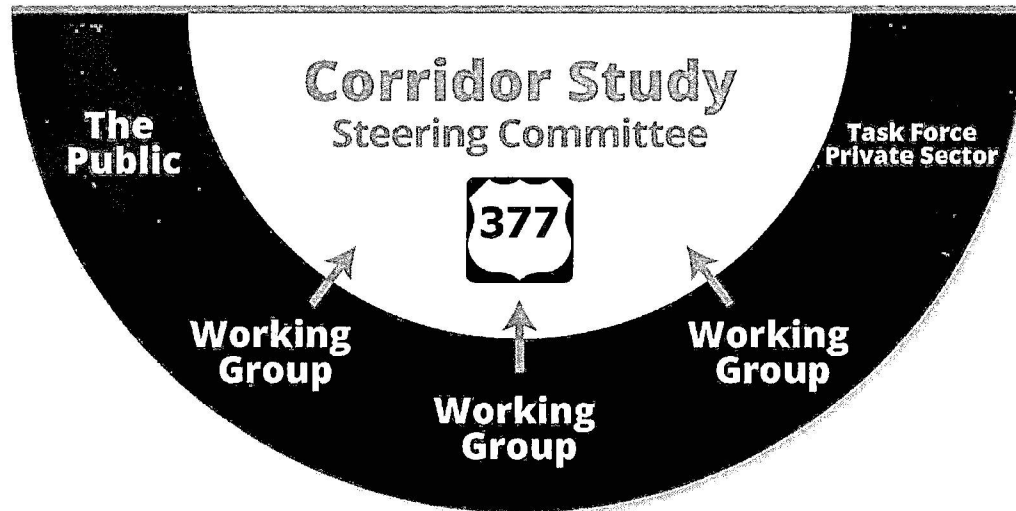 Corridor Study
Steering Committee
The
Public
Task Force
Private Sector
377
Working
Group
Working
Group
Working
Group